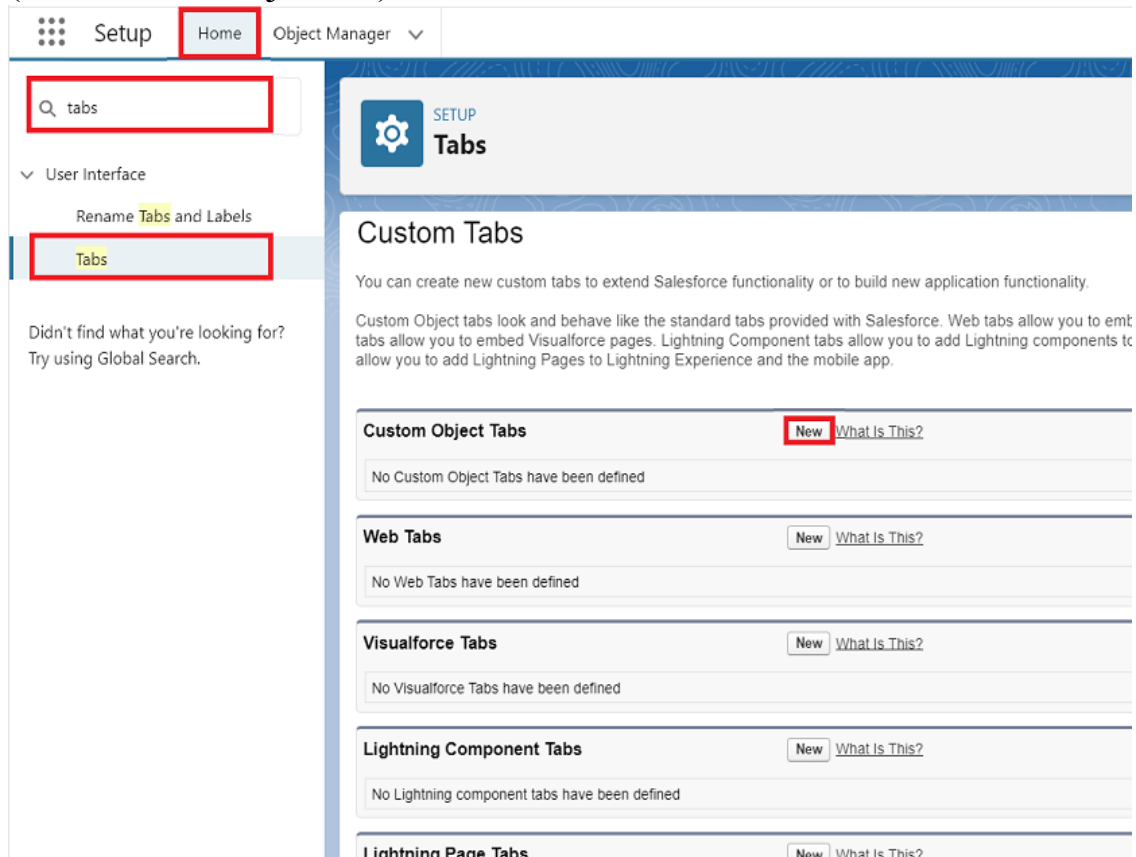 Setup Home Object Manager
tabs
User Interface
Rename Tabs and Labels
Tabs
Didn't find what you're looking for?
Try using Global Search.
SETUP
Tabs
Custom Tabs
You can create new custom tabs to extend Salesforce functionality or to build new application functionality.
Custom Object tabs look and behave like the standard tabs provided with Salesforce. Web tabs allow you to
tabs allow you to embed Visualforce pages. Lightning Component tabs allow you to add Lightning components to
allow you to add Lightning Pages to Lightning Experience and the mobile app.
Custom Object Tabs New What Is This?
No Custom Object Tabs have been defined
Web Tabs New What Is This?
No Web Tabs have been defined
Visualforce Tabs New What Is This?
No Visualforce Tabs have been defined
Lightning Component Tabs New What Is This?
No Lightning component tabs have been defined
Lightning Page Tabs New What Is This?